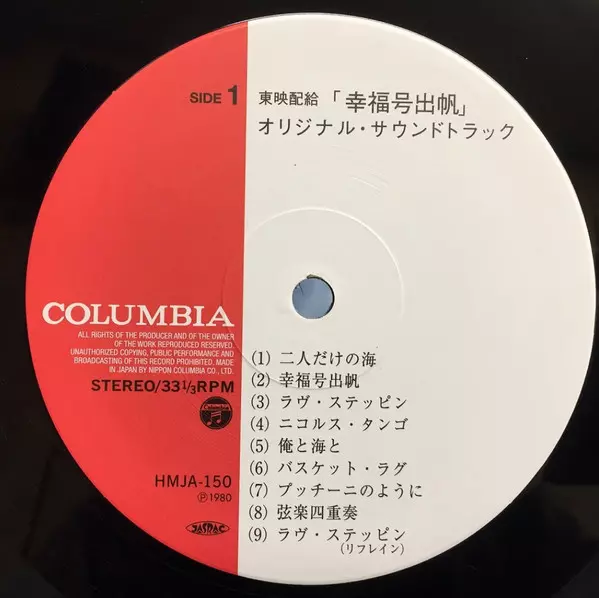 SIDE 1
東映配給「幸福号出帆」
オリジナル・サウンドトラック
COLUMBIA
ALL RIGHTS OF THE PRODUCER AND OF THE OWNER
OF THE WORK REPRODUCED RESERVED.
UNAUTHORIZED COPYING, PUBLIC PERFORMANCE AND
BROADCASTING OF THIS RECORD PROHIBITED. MADE
IN JAPAN BY NIPPON COLUMBIA CO., LTD.
STEREO/33 1/3 RPM
HMJA-150
Ⓟ1980
JASRAC
(1) 二人だけの海
(2) 幸福号出帆
(3) ラヴ・ステッピン
(4) ニコルス・タンゴ
(5) 俺と海と
(6) バスケット・ラグ
(7) プッチーニのように
(8) 弦楽四重奏
(9) ラヴ・ステッピン
(リフレイン)